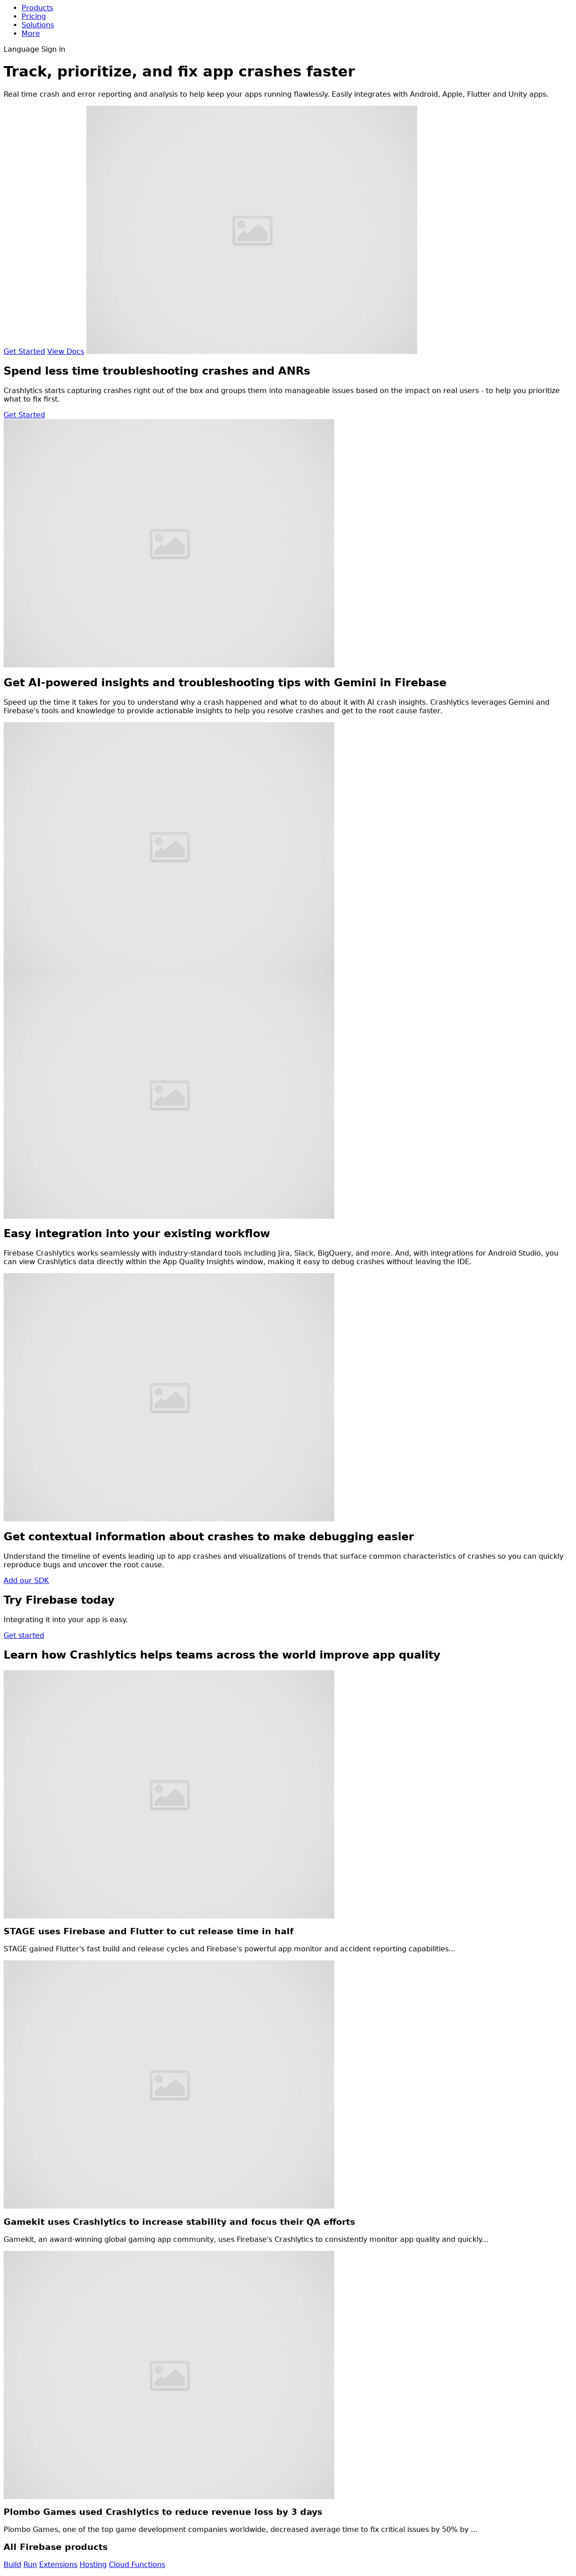 Products
Pricing
Solutions
More
Language Sign in
Track, prioritize, and fix app crashes faster
Real time crash and error reporting and analysis to help keep your apps running flawlessly. Easily integrates with Android, Apple, Flutter and Unity apps.
Get Started View Docs
Spend less time troubleshooting crashes and ANRs
Crashlytics starts capturing crashes right out of the box and groups them into manageable issues based on the impact on real users - to help you prioritize
what to fix first.
Get Started
Get AI-powered insights and troubleshooting tips with Gemini in Firebase
Speed up the time it takes for you to understand why a crash happened and what to do about it with AI crash insights. Crashlytics leverages Gemini and
Firebase's tools and knowledge to provide actionable insights to help you resolve crashes and get to the root cause faster.
Easy integration into your existing workflow
Firebase Crashlytics works seamlessly with industry-standard tools including Jira, Slack, BigQuery, and more. And, with integrations for Android Studio, you
can view Crashlytics data directly within the App Quality Insights window, making it easy to debug crashes without leaving the IDE.
Get contextual information about crashes to make debugging easier
Understand the timeline of events leading up to app crashes and visualizations of trends that surface common characteristics of crashes so you can quickly
reproduce bugs and uncover the root cause.
Add our SDK
Try Firebase today
Integrating it into your app is easy.
Get started
Learn how Crashlytics helps teams across the world improve app quality
STAGE uses Firebase and Flutter to cut release time in half
STAGE gained Flutter's fast build and release cycles and Firebase's powerful app monitor and accident reporting capabilities...
Gamekit uses Crashlytics to increase stability and focus their QA efforts
Gamekit, an award-winning global gaming app community, uses Firebase's Crashlytics to consistently monitor app quality and quickly...
Plombo Games used Crashlytics to reduce revenue loss by 3 days
Plombo Games, one of the top game development companies worldwide, decreased average time to fix critical issues by 50% by ...
All Firebase products
Build Run Extensions Hosting Cloud Functions